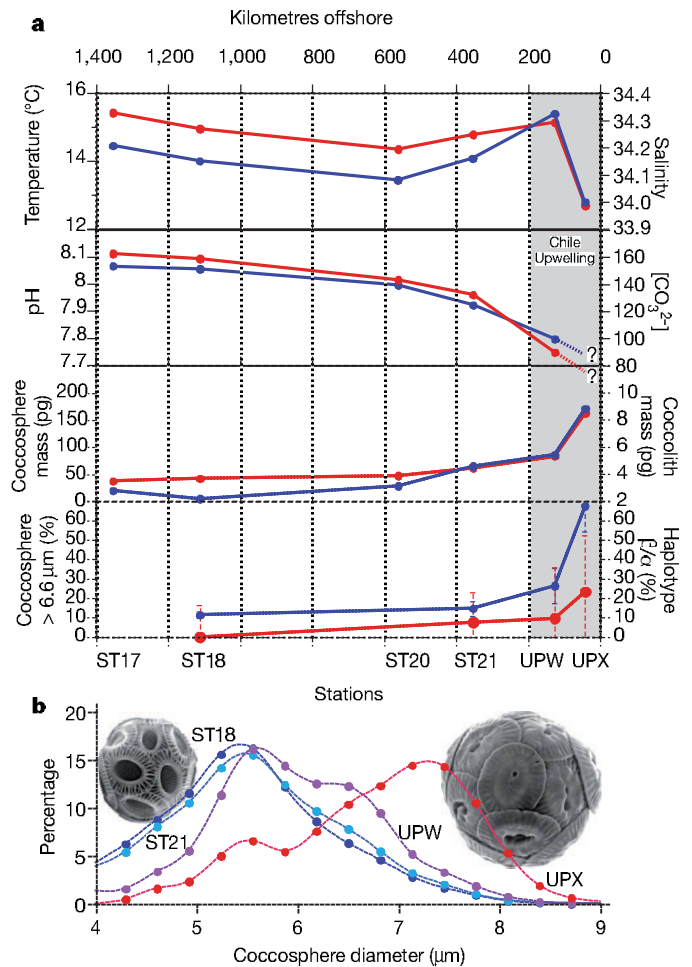 Kilometres offshore
a
1,400 1,200 1,000 800 600 400 200 0
Temperature (°C)
16
14
12
34.4
34.3
34.2
34.1
34.0
33.9
Salinity
pH
8.1
8
7.9
7.8
7.7
Chile
Upwelling
?
?
160
140
120
100
80
[CO₃²⁻]
Coccosphere
mass (pg)
200
150
100
50
0
10
8
6
4
2
Coccolith
mass (pg)
Coccosphere
> 6.6 µm (%)
60
50
40
30
20
10
0
60
50
40
30
20
10
0
Haplotype
β/α (%)
ST17 ST18 ST20 ST21 UPW UPX
Stations
b
Percentage
20
15
10
5
0
ST18
ST21
UPW
UPX
4 5 6 7 8 9
Coccosphere diameter (µm)